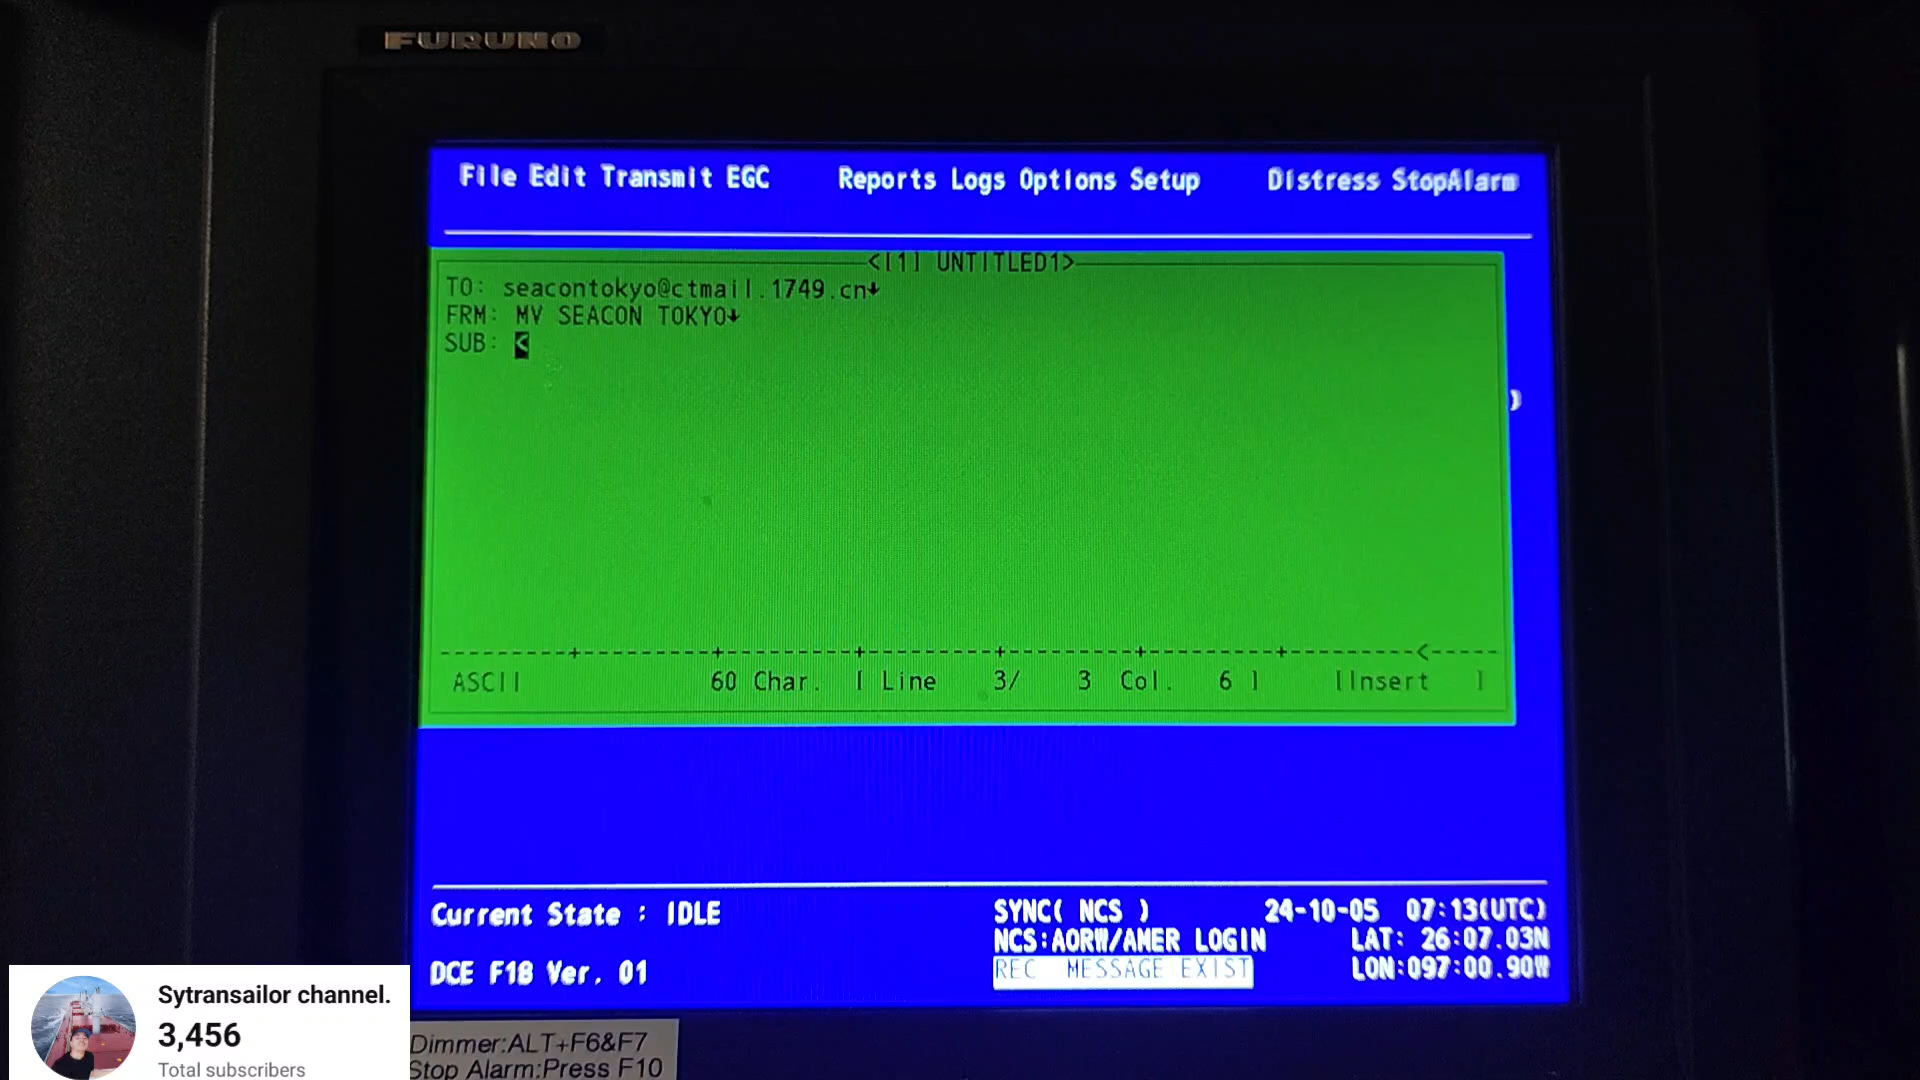 FURUNO
File Edit Transmit EGC Reports Logs Options Setup Distress StopAlarm
<[1] UNTITLED1>
TO: seacontokyo@ctmail.1749.cn↓
FRM: MV SEACON TOKYO↓
SUB: <
ASCII 60 Char. [ Line 3/ 3 Col. 6 ] [Insert ]
Current State : IDLE
SYNC( NCS ) 24-10-05 07:13(UTC)
NCS:AORW/AMER LOGIN LAT: 26:07.03N
DCE F18 Ver. 01 REC MESSAGE EXIST LON:097:00.90W
Sytransailor channel.
3,456
Total subscribers
Dimmer:ALT+F6&F7
Stop Alarm:Press F10